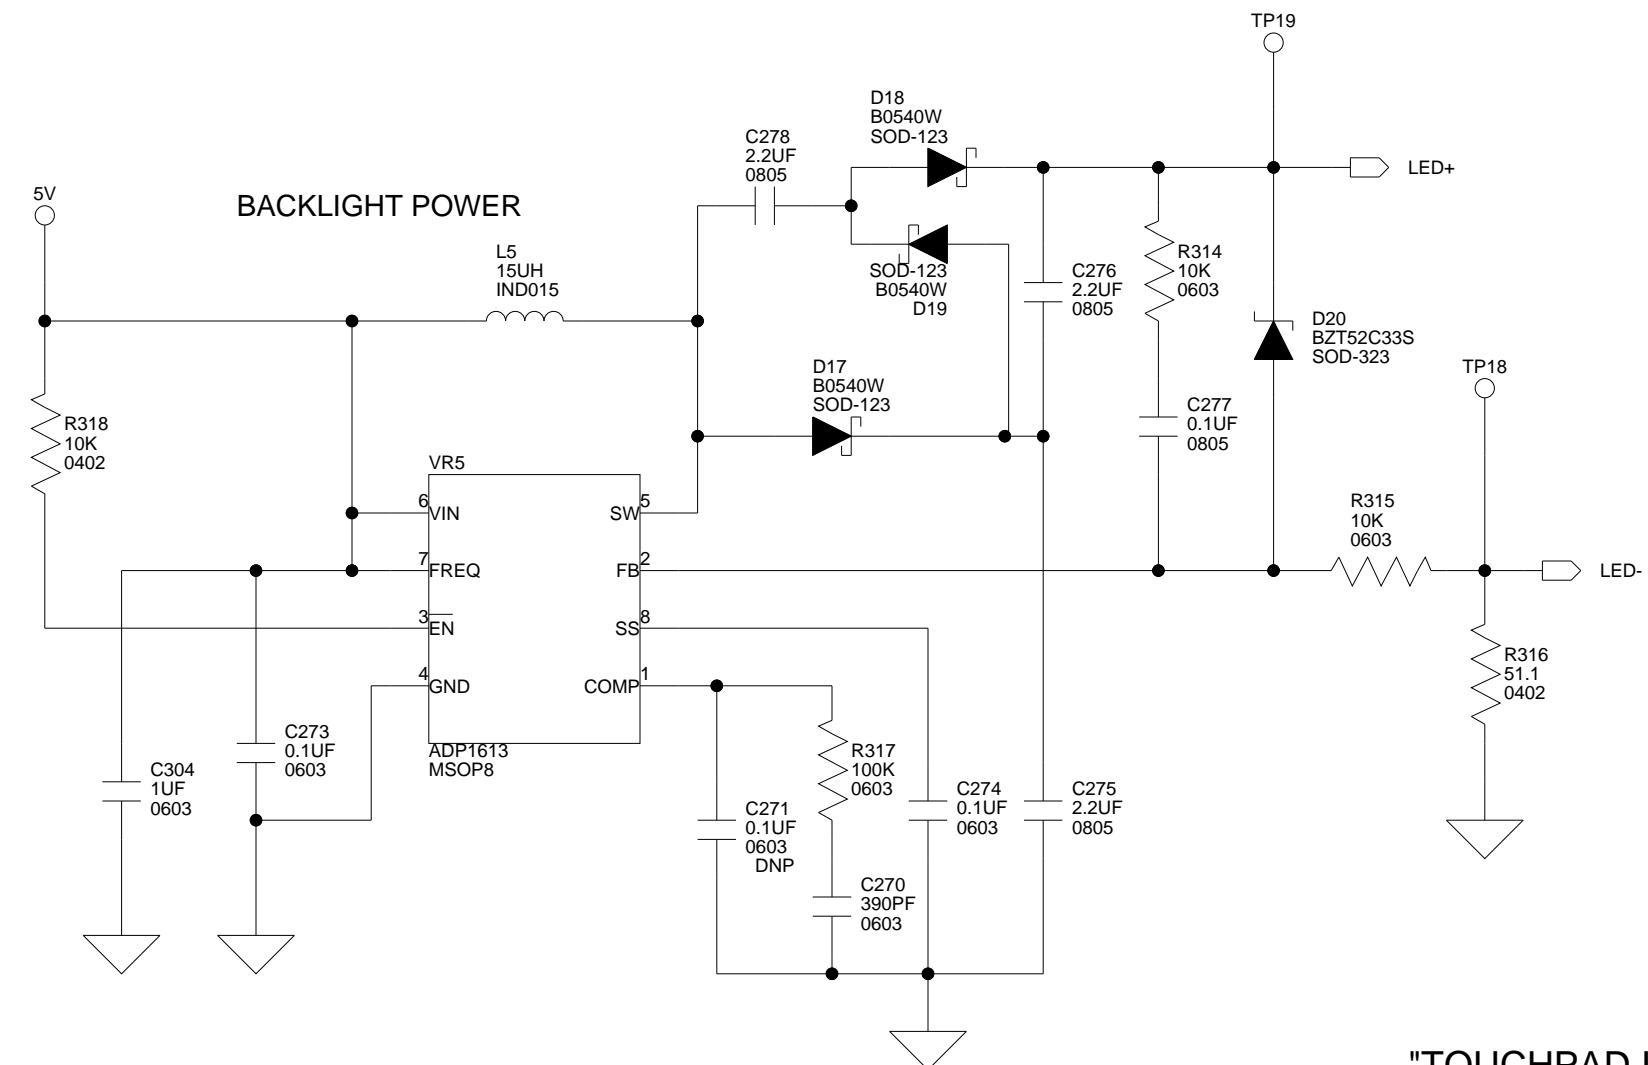 TP19
D18
B0540W
SOD-123
C278
2.2UF
0805
LED+
5V
BACKLIGHT POWER
L5
15UH
IND015
SOD-123
B0540W
D19
C276
2.2UF
0805
R314
10K
0603
D20
BZT52C33S
SOD-323
D17
B0540W
SOD-123
TP18
C277
0.1UF
0805
R318
10K
0402
VR5
6
VIN
5
SW
7
FREQ
2
FB
3
EN
8
SS
4
GND
1
COMP
ADP1613
MSOP8
R315
10K
0603
LED-
R316
51.1
0402
C273
0.1UF
0603
C304
1UF
0603
R317
100K
0603
C271
0.1UF
0603
DNP
C274
0.1UF
0603
C275
2.2UF
0805
C270
390PF
0603
"TOUCHPAD